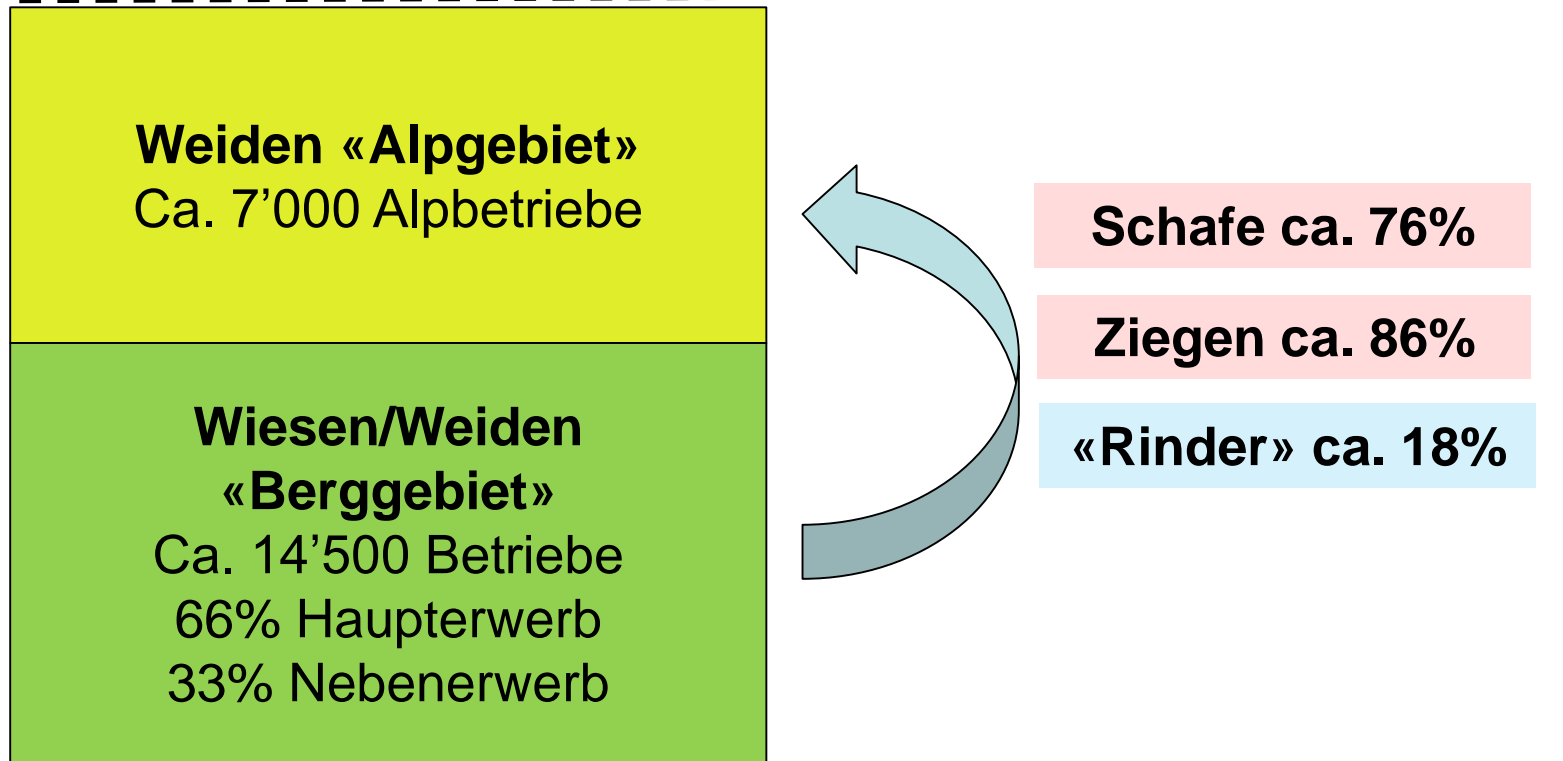 Weiden «Alpgebiet»
Ca. 7’000 Alpbetriebe
Wiesen/Weiden
«Berggebiet»
Ca. 14’500 Betriebe
66% Haupterwerb
33% Nebenerwerb
Schafe ca. 76%
Ziegen ca. 86%
«Rinder» ca. 18%